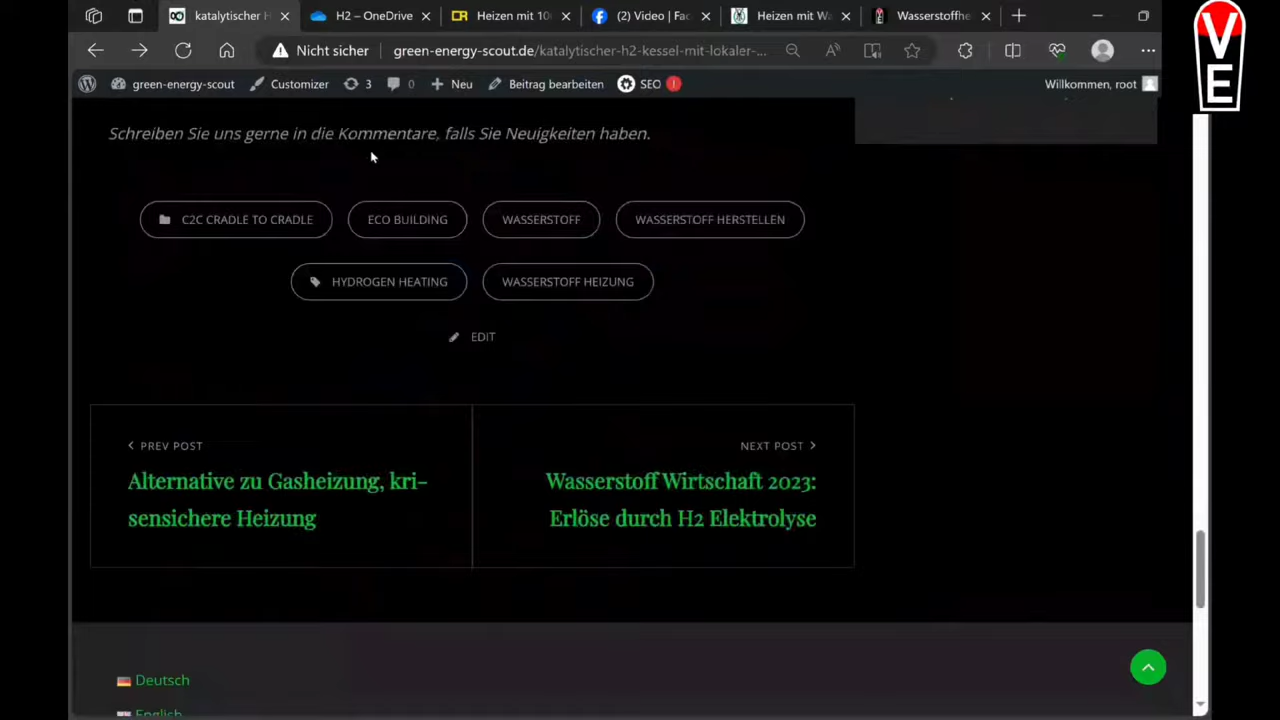 katalytischer H
H2 – OneDrive
Heizen mit 10
(2) Video | Fac
Heizen mit Wa
Wasserstoffhe
V
E
Nicht sicher
green-energy-scout.de/katalytischer-h2-kessel-mit-lokaler-...
green-energy-scout
Customizer
3
0
Neu
Beitrag bearbeiten
SEO
!
Willkommen, root
Schreiben Sie uns gerne in die Kommentare, falls Sie Neuigkeiten haben.
C2C CRADLE TO CRADLE
ECO BUILDING
WASSERSTOFF
WASSERSTOFF HERSTELLEN
HYDROGEN HEATING
WASSERSTOFF HEIZUNG
EDIT
PREV POST
NEXT POST
Alternative zu Gasheizung, kri-
sensichere Heizung
Wasserstoff Wirtschaft 2023:
Erlöse durch H2 Elektrolyse
Deutsch
English